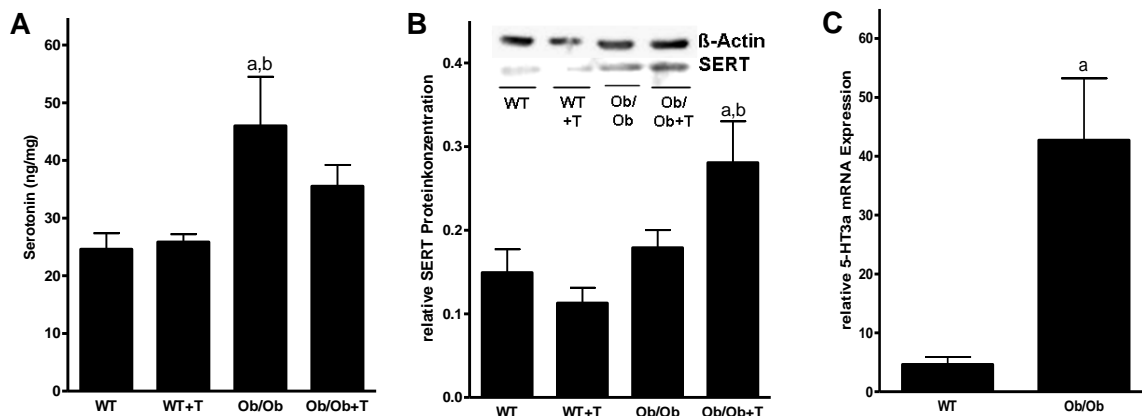 A
Serotonin (ng/mg)
60
50
40
30
20
10
0
a,b
WT
WT+T
Ob/Ob
Ob/Ob+T
B
relative SERT Proteinkonzentration
0.4
0.3
0.2
0.1
0.0
ß-Actin
SERT
WT
WT
+T
Ob/
Ob
Ob/
Ob+T
a,b
WT
WT+T
Ob/Ob
Ob/Ob+T
C
relative 5-HT3a mRNA Expression
60
50
40
30
20
10
0
a
WT
Ob/Ob